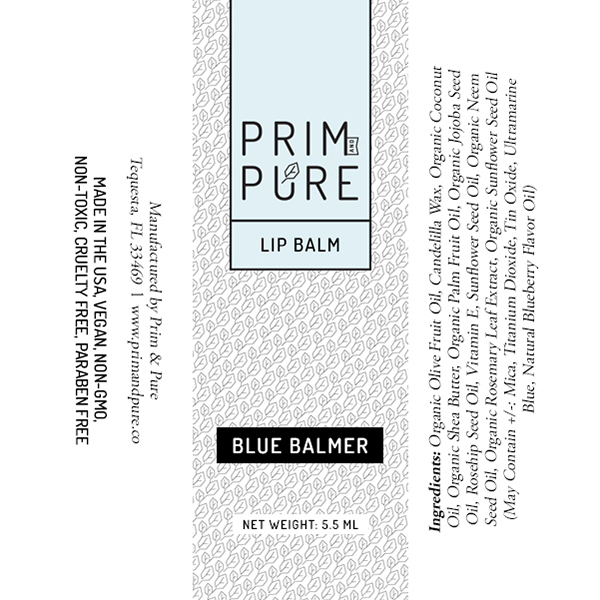 PRIM
AND
PURE
LIP BALM
BLUE BALMER
NET WEIGHT: 5.5 ML
Manufactured by Prim & Pure
Tequesta, FL 33469 | www.primandpure.co
MADE IN THE USA, VEGAN, NON-GMO,
NON-TOXIC, CRUELTY FREE, PARABEN FREE
Ingredients: Organic Olive Fruit Oil, Candelilla Wax, Organic Coconut
Oil, Organic Shea Butter, Organic Palm Fruit Oil, Organic Jojoba Seed
Oil, Rosehip Seed Oil, Vitamin E, Sunflower Seed Oil, Organic Neem
Seed Oil, Organic Rosemary Leaf Extract, Organic Sunflower Seed Oil
(May Contain +/-: Mica, Titanium Dioxide, Tin Oxide, Ultramarine
Blue, Natural Blueberry Flavor Oil)